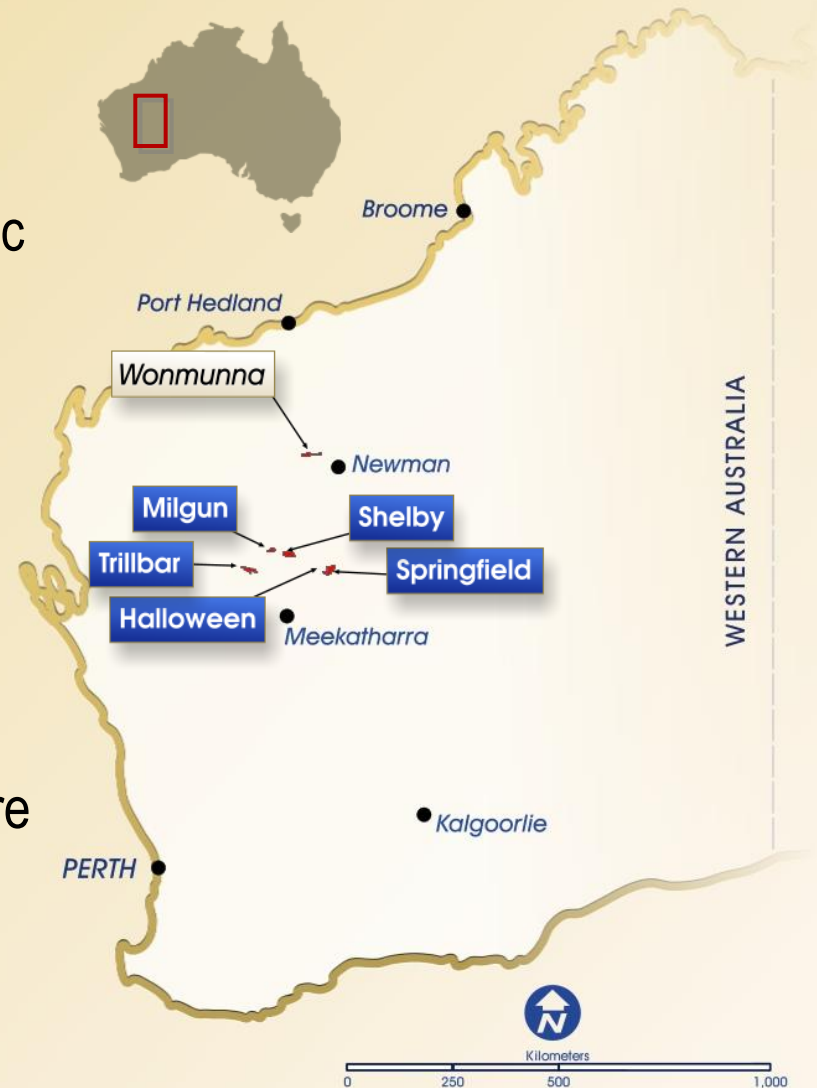 c
Broome
Port Hedland
Wonmunna
Newman
Milgun
Shelby
Trillbar
Springfield
Halloween
Meekatharra
WESTERN AUSTRALIA
re
Kalgoorlie
PERTH
N
Kilometers
0 250 500 1,000